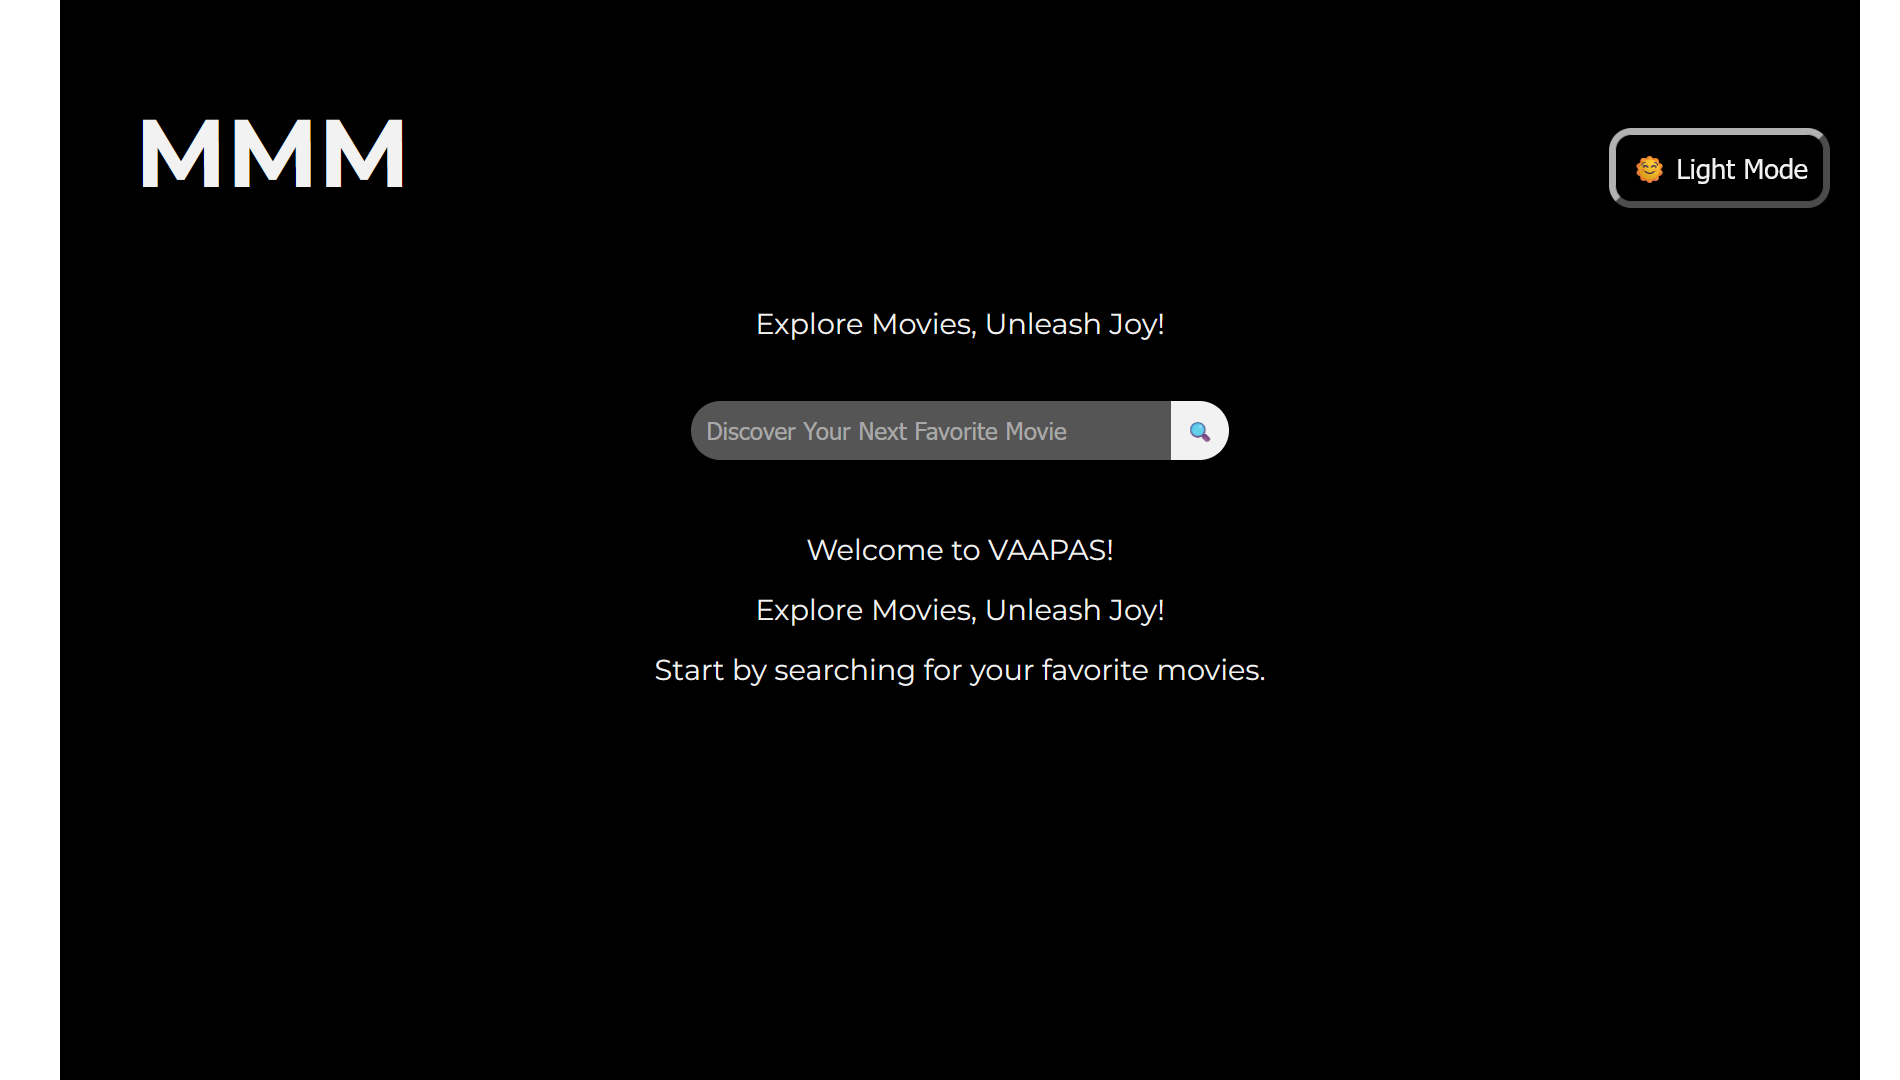 MMM
🌞 Light Mode
Explore Movies, Unleash Joy!
Discover Your Next Favorite Movie
Welcome to VAAPAS!
Explore Movies, Unleash Joy!
Start by searching for your favorite movies.